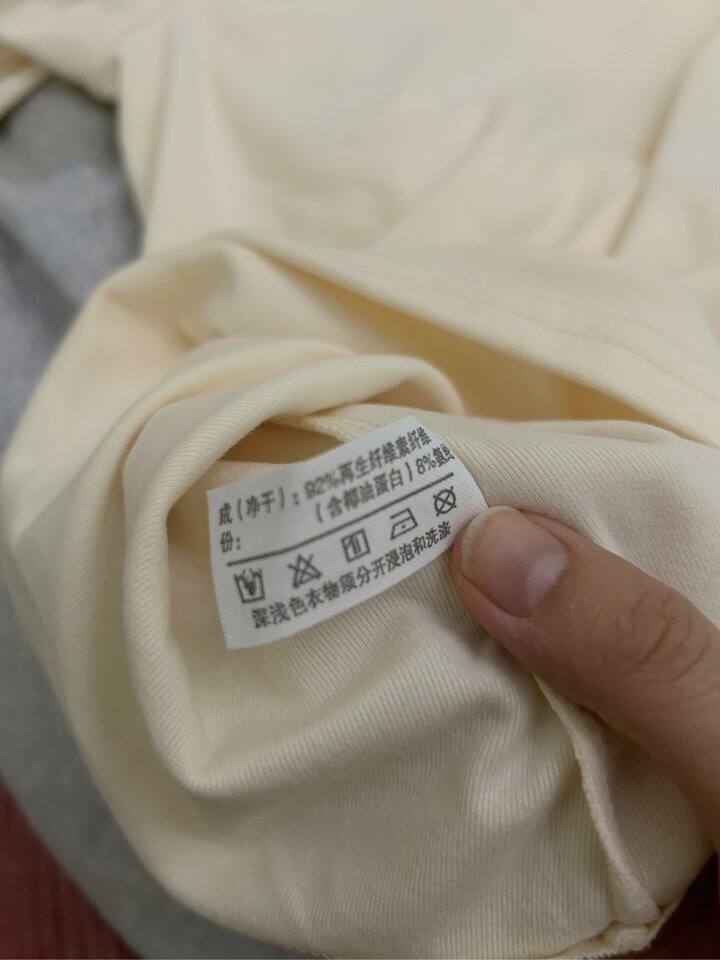 成(净干)：92%再生纤维素纤维
份：(含椰油蛋白)8%氨纶
深浅色衣物须分开浸泡和洗涤